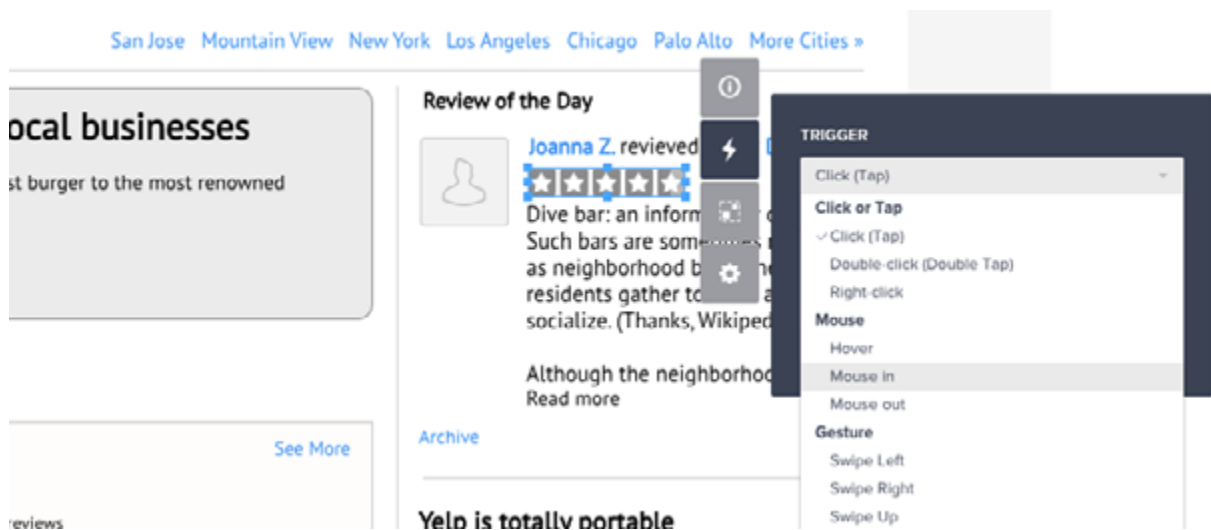 San Jose Mountain View New York Los Angeles Chicago Palo Alto More Cities »
ocal businesses
st burger to the most renowned
See More
eviews
Review of the Day
Joanna Z. revieved
Dive bar: an inform
Such bars are som
as neighborhood b
residents gather to
socialize. (Thanks, Wikiped
Although the neighborhoo
Read more
Archive
Yelp is totally portable
TRIGGER
Click (Tap)
Click or Tap
Click (Tap)
Double-click (Double Tap)
Right-click
Mouse
Hover
Mouse in
Mouse out
Gesture
Swipe Left
Swipe Right
Swipe Up